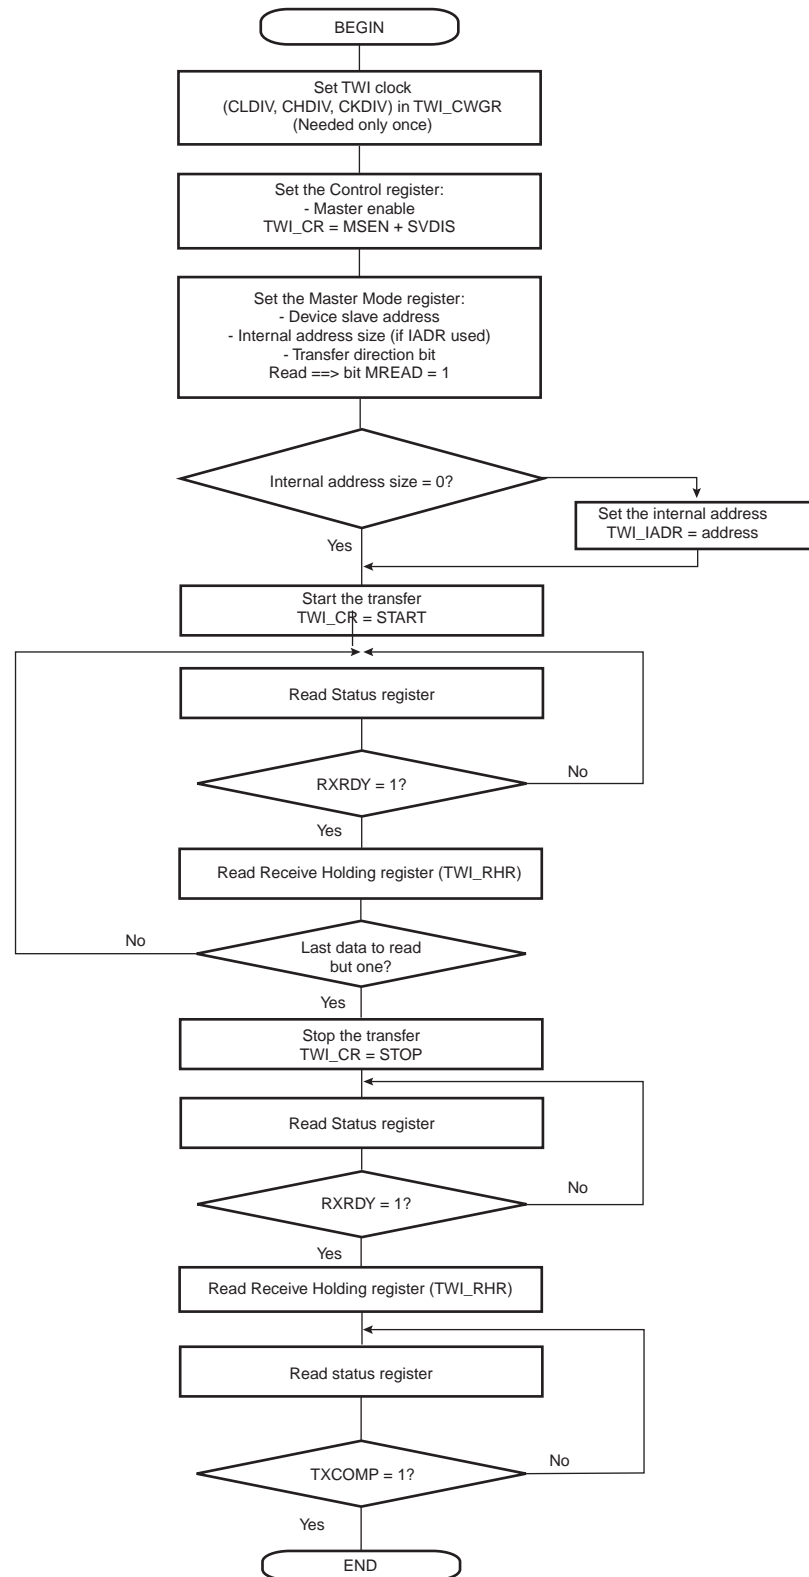 BEGIN
Set TWI clock
(CLDIV, CHDIV, CKDIV) in TWI_CWGR
(Needed only once)
Set the Control register:
- Master enable
TWI_CR = MSEN + SVDIS
Set the Master Mode register:
- Device slave address
- Internal address size (if IADR used)
- Transfer direction bit
Read ==> bit MREAD = 1
Internal address size = 0?
Set the internal address
TWI_IADR = address
Yes
Start the transfer
TWI_CR = START
Read Status register
RXRDY = 1?
No
Yes
Read Receive Holding register (TWI_RHR)
No
Last data to read
but one?
Yes
Stop the transfer
TWI_CR = STOP
Read Status register
RXRDY = 1?
No
Yes
Read Receive Holding register (TWI_RHR)
Read status register
TXCOMP = 1?
No
Yes
END